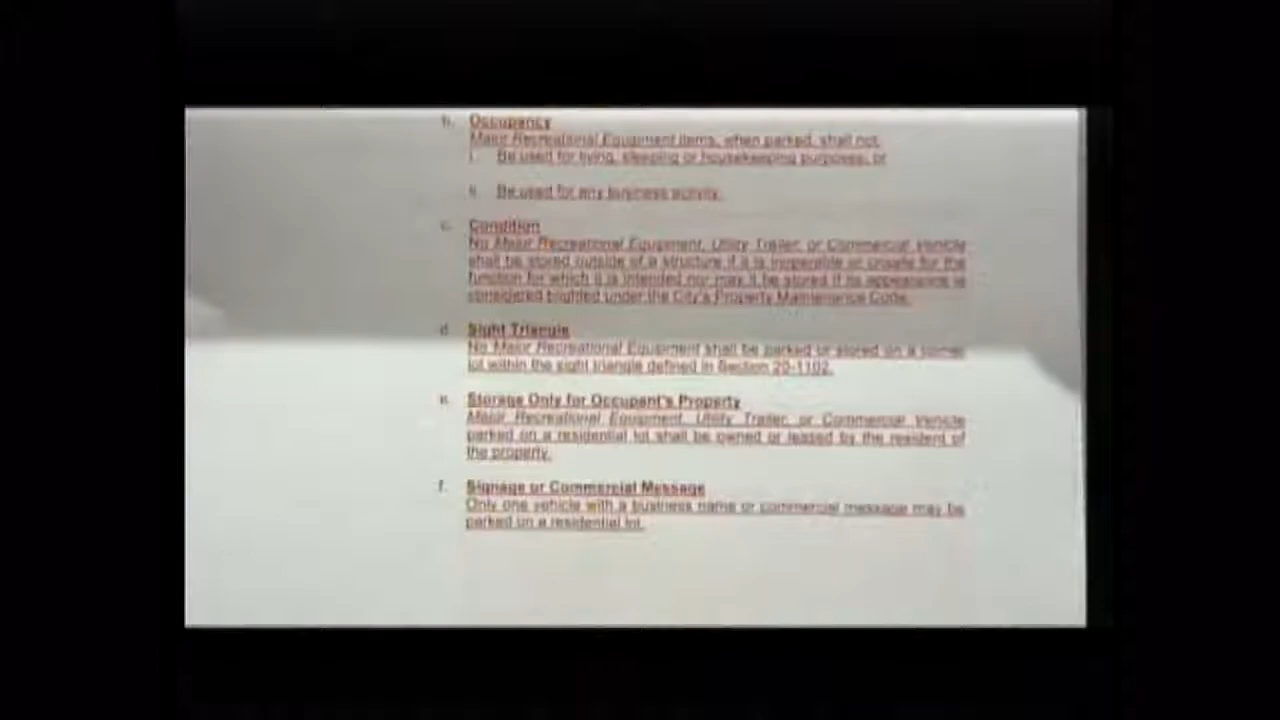 b. Occupancy
Major Recreational Equipment items, when parked, shall not:
i. Be used for living, sleeping or housekeeping purposes, or
ii. Be used for any business activity.
c. Condition
No Major Recreational Equipment, Utility Trailer, or Commercial Vehicle
shall be stored outside of a structure if it is inoperable or unsafe for the
function for which it is intended nor may it be stored if its appearance is
considered blighted under the City's Property Maintenance Code.
d. Sight Triangle
No Major Recreational Equipment shall be parked or stored on a corner
lot within the sight triangle defined in Section 20-1102.
e. Storage Only for Occupant's Property
Major Recreational Equipment, Utility Trailer, or Commercial Vehicle
parked on a residential lot shall be owned or leased by the resident of
the property.
f. Signage or Commercial Message
Only one vehicle with a business name or commercial message may be
parked on a residential lot.